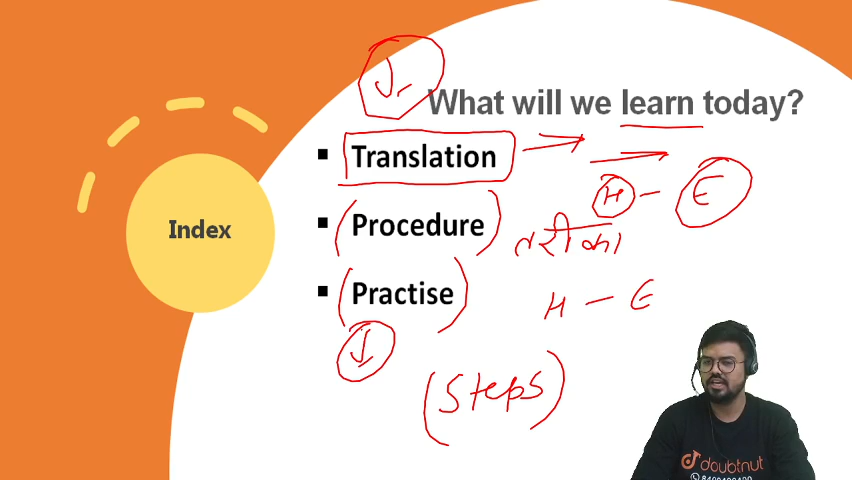 What will we learn today?
Translation
H - E
Index
Procedure
तरीका
Practise
H - E
(Steps)
doubtnut